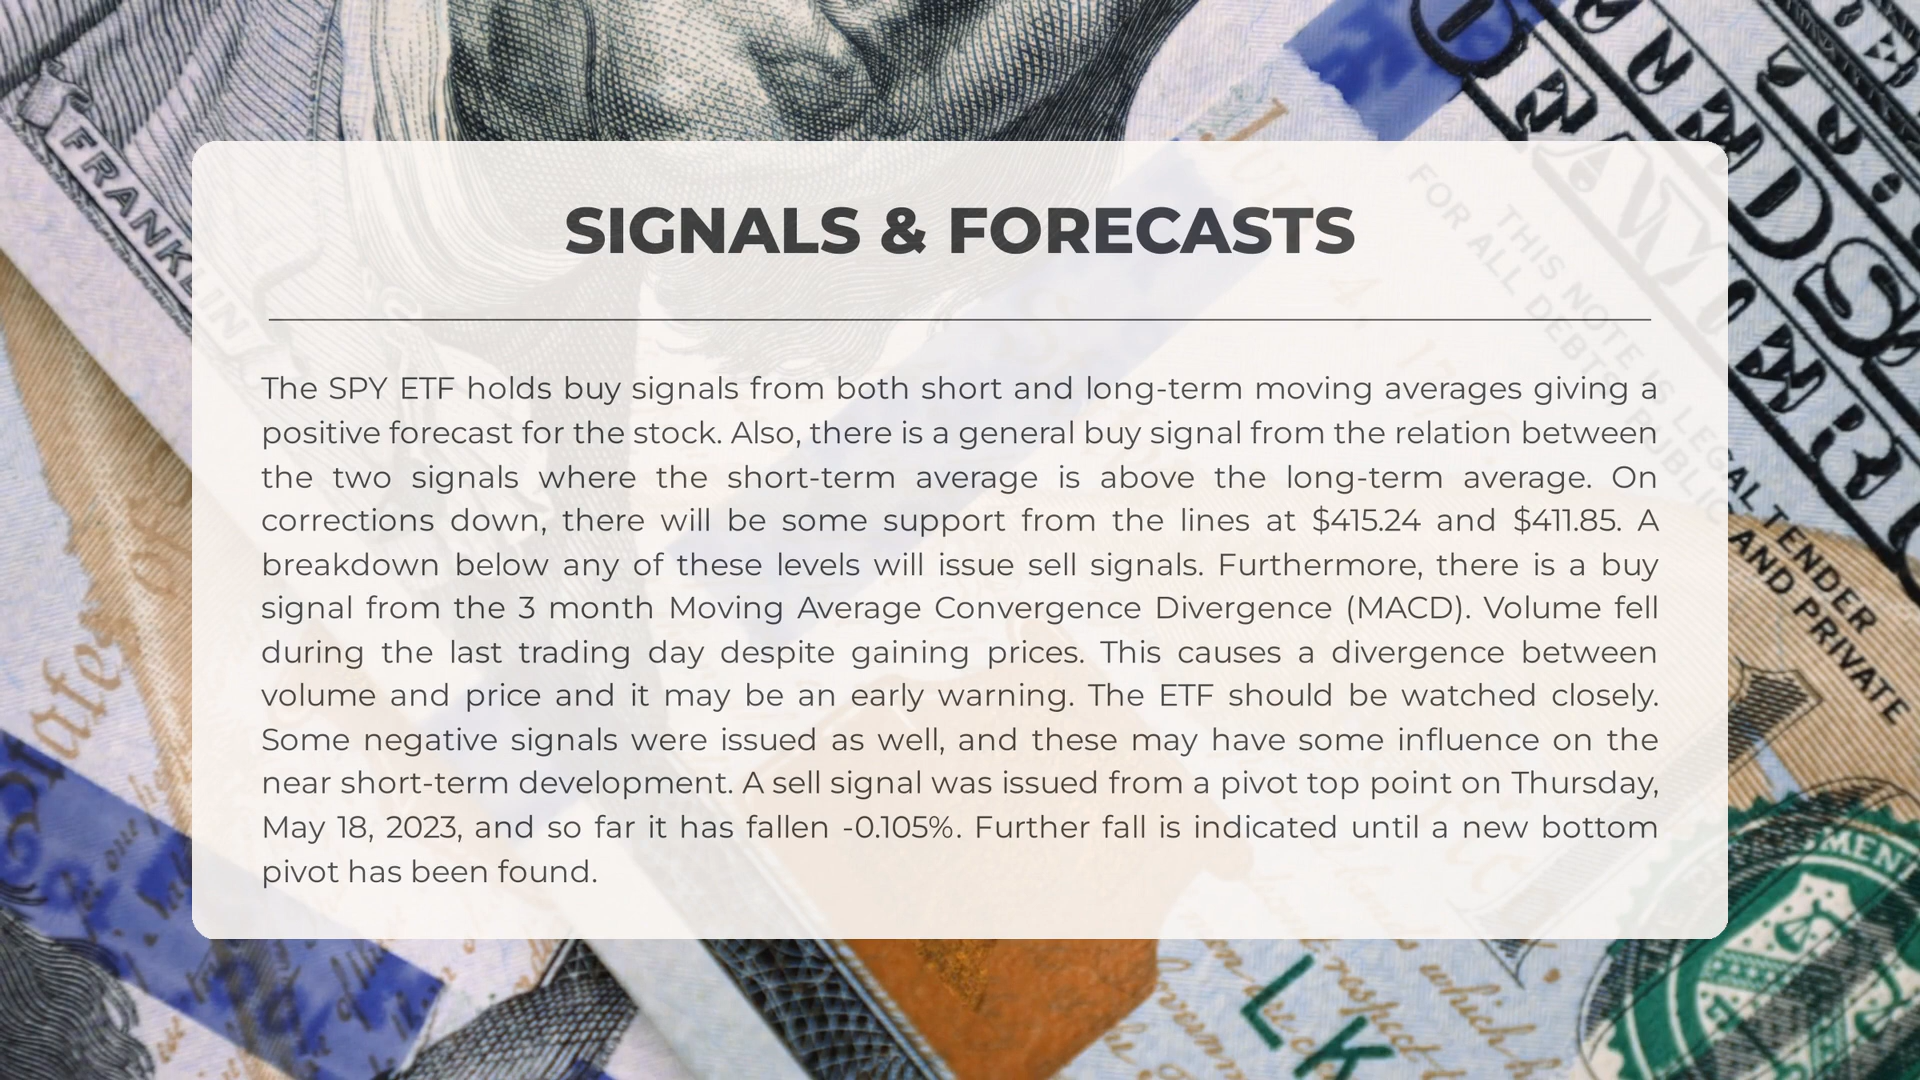 FRANKLIN
SIGNALS & FORECASTS
THIS NOTE IS LEGAL TENDER
FOR ALL DEBTS PUBLIC AND PRIVATE
The SPY ETF holds buy signals from both short and long-term moving averages giving a
positive forecast for the stock. Also, there is a general buy signal from the relation between
the two signals where the short-term average is above the long-term average. On
corrections down, there will be some support from the lines at $415.24 and $411.85. A
breakdown below any of these levels will issue sell signals. Furthermore, there is a buy
signal from the 3 month Moving Average Convergence Divergence (MACD). Volume fell
during the last trading day despite gaining prices. This causes a divergence between
volume and price and it may be an early warning. The ETF should be watched closely.
Some negative signals were issued as well, and these may have some influence on the
near short-term development. A sell signal was issued from a pivot top point on Thursday,
May 18, 2023, and so far it has fallen -0.105%. Further fall is indicated until a new bottom
pivot has been found.
L K